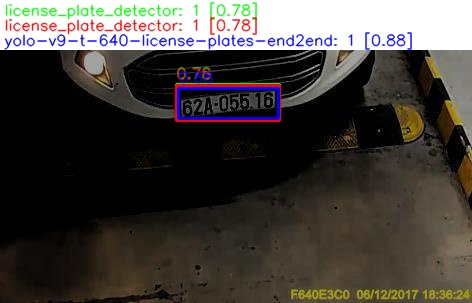 license_plate_detector: 1 [0.78]
license_plate_detector: 1 [0.78]
yolo-v9-t-640-license-plates-end2end: 1 [0.88]
0.78
62A-055.16
F640E3C0 06/12/2017 18:36:24